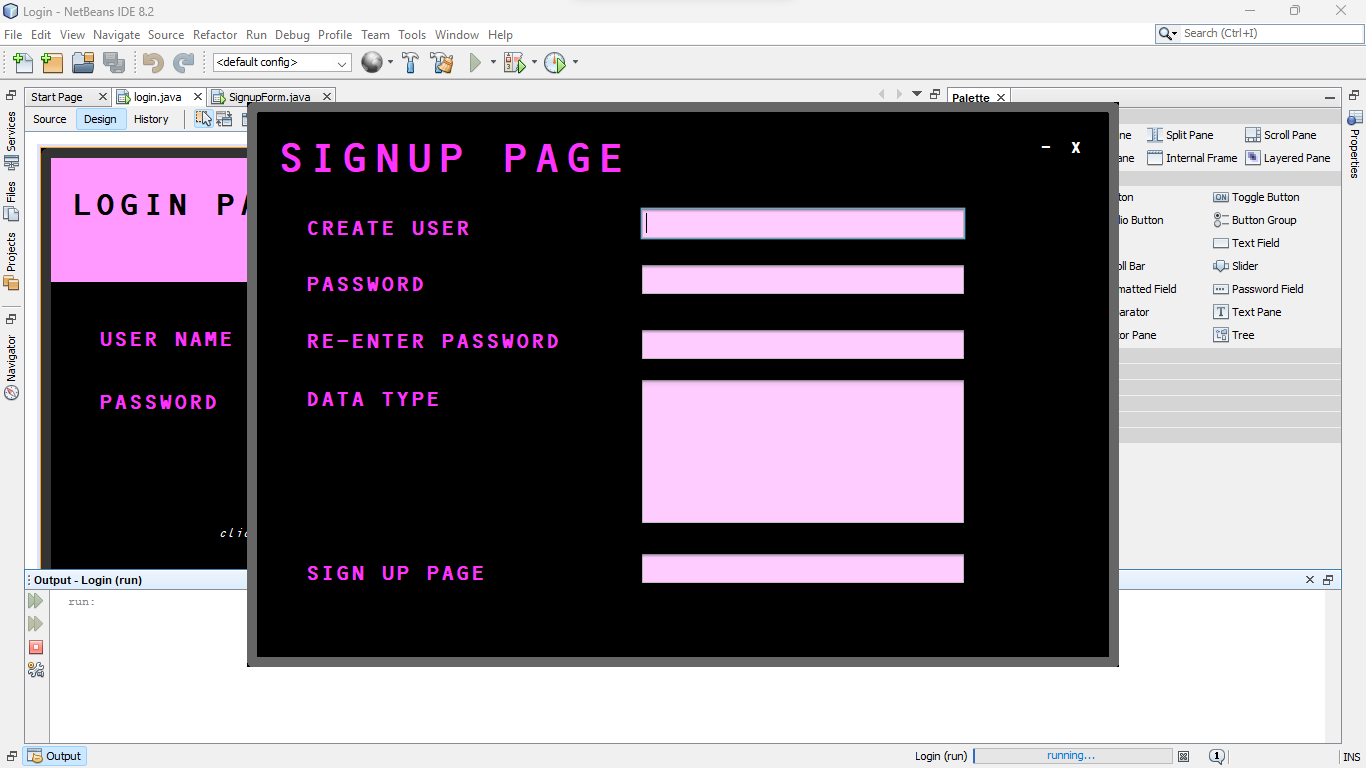 Login - NetBeans IDE 8.2
File Edit View Navigate Source Refactor Run Debug Profile Team Tools Window Help
Search (Ctrl+I)
<default config>
Start Page
login.java
SignupForm.java
Palette
Source Design History
Services
Files
Projects
Navigator
Properties
LOGIN PA
USER NAME
PASSWORD
clic
SIGNUP PAGE
- X
CREATE USER
PASSWORD
RE-ENTER PASSWORD
DATA TYPE
SIGN UP PAGE
ne Split Pane Scroll Pane
ane Internal Frame Layered Pane
ton Toggle Button
io Button Button Group
Text Field
ll Bar Slider
matted Field Password Field
arator Text Pane
or Pane Tree
Output - Login (run)
run:
Output
Login (run) running... 1 INS